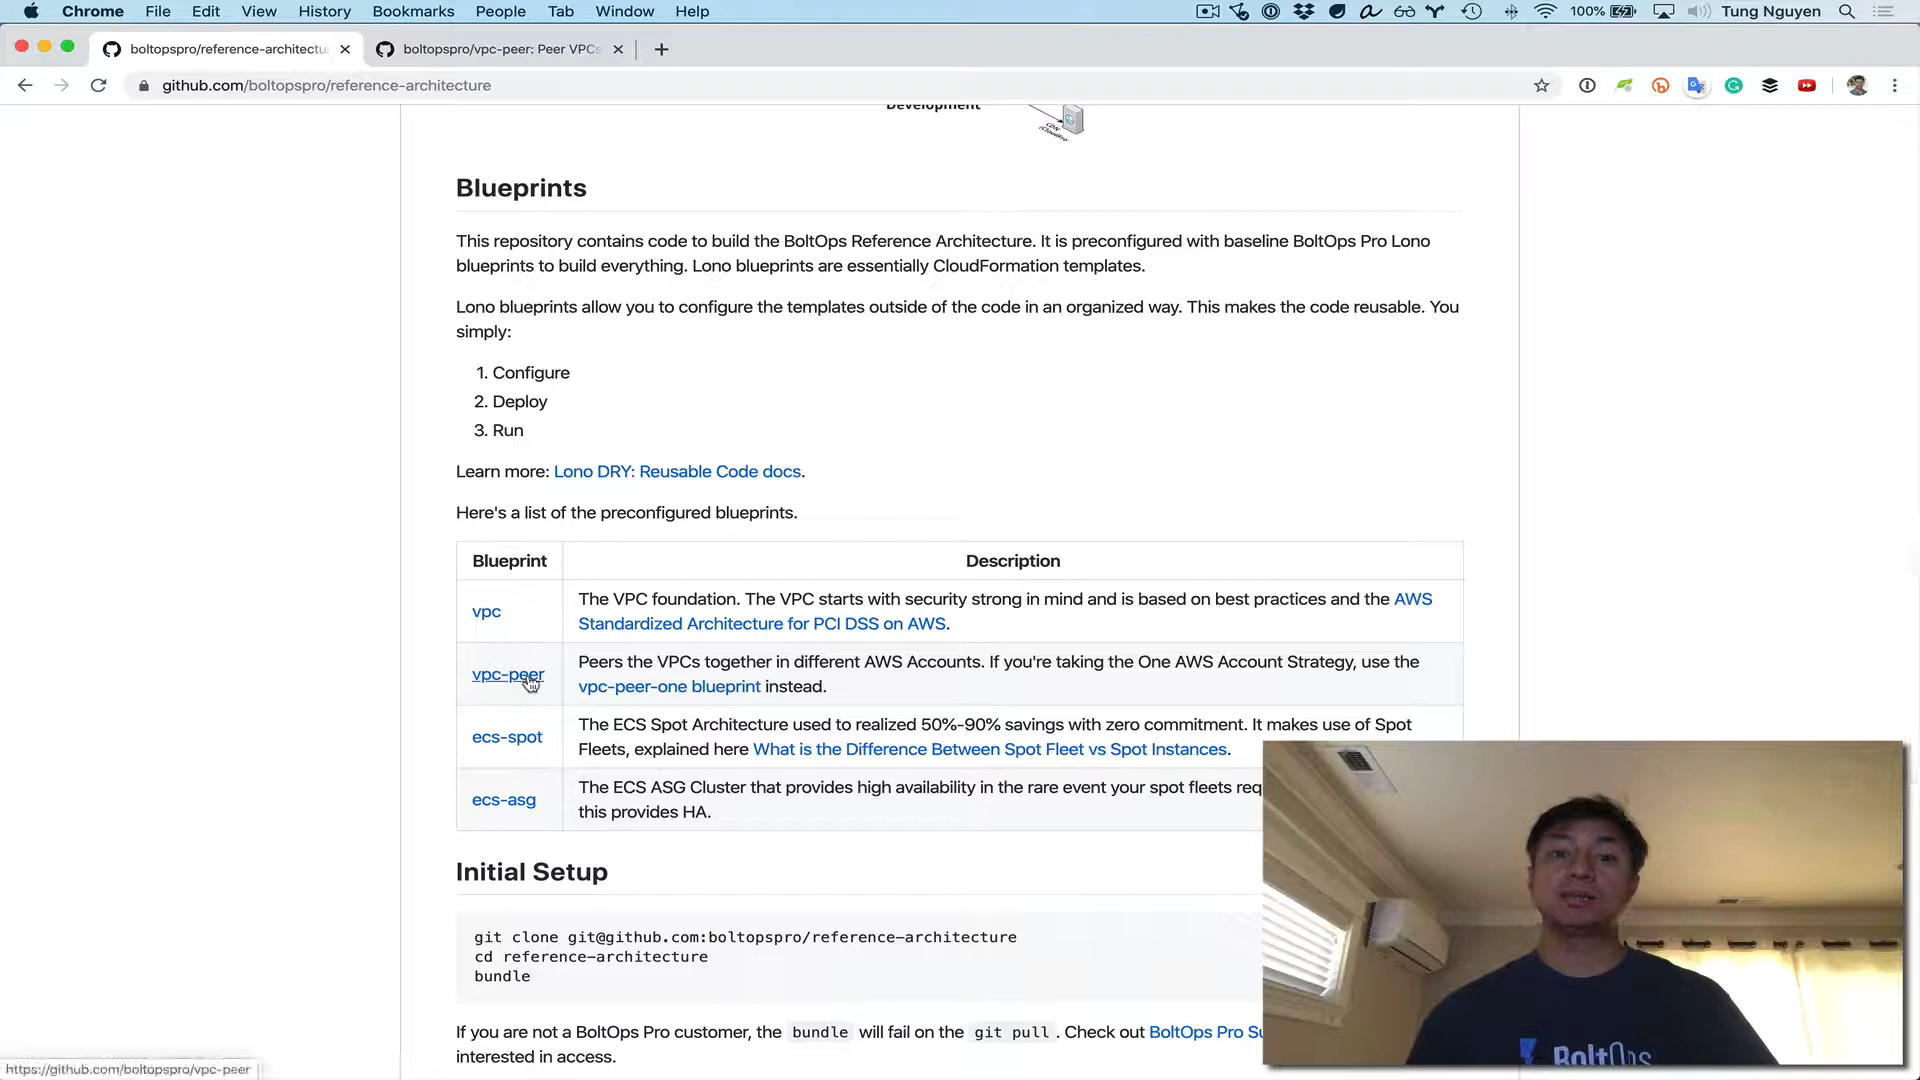 Chrome File Edit View History Bookmarks People Tab Window Help 100% Tung Nguyen
boltopspro/reference-architectu boltopspro/vpc-peer: Peer VPCs
github.com/boltopspro/reference-architecture
Development
CDN
Blueprints
This repository contains code to build the BoltOps Reference Architecture. It is preconfigured with baseline BoltOps Pro Lono
blueprints to build everything. Lono blueprints are essentially CloudFormation templates.
Lono blueprints allow you to configure the templates outside of the code in an organized way. This makes the code reusable. You
simply:
1. Configure
2. Deploy
3. Run
Learn more: Lono DRY: Reusable Code docs.
Here's a list of the preconfigured blueprints.
Blueprint Description
vpc
The VPC foundation. The VPC starts with security strong in mind and is based on best practices and the AWS
Standardized Architecture for PCI DSS on AWS.
vpc-peer
Peers the VPCs together in different AWS Accounts. If you're taking the One AWS Account Strategy, use the
vpc-peer-one blueprint instead.
ecs-spot
The ECS Spot Architecture used to realized 50%-90% savings with zero commitment. It makes use of Spot
Fleets, explained here What is the Difference Between Spot Fleet vs Spot Instances.
ecs-asg
The ECS ASG Cluster that provides high availability in the rare event your spot fleets req
this provides HA.
Initial Setup
git clone git@github.com:boltopspro/reference-architecture
cd reference-architecture
bundle
If you are not a BoltOps Pro customer, the bundle will fail on the git pull. Check out BoltOps Pro Su
interested in access.
https://github.com/boltopspro/vpc-peer
BoltOps